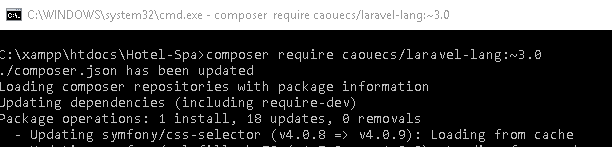 C:\WINDOWS\system32\cmd.exe - composer require caouecs/laravel-lang:~3.0
C:\xampp\htdocs\Hotel-Spa>composer require caouecs/laravel-lang:~3.0
./composer.json has been updated
Loading composer repositories with package information
Updating dependencies (including require-dev)
Package operations: 1 install, 18 updates, 0 removals
- Updating symfony/css-selector (v4.0.8 => v4.0.9): Loading from cache